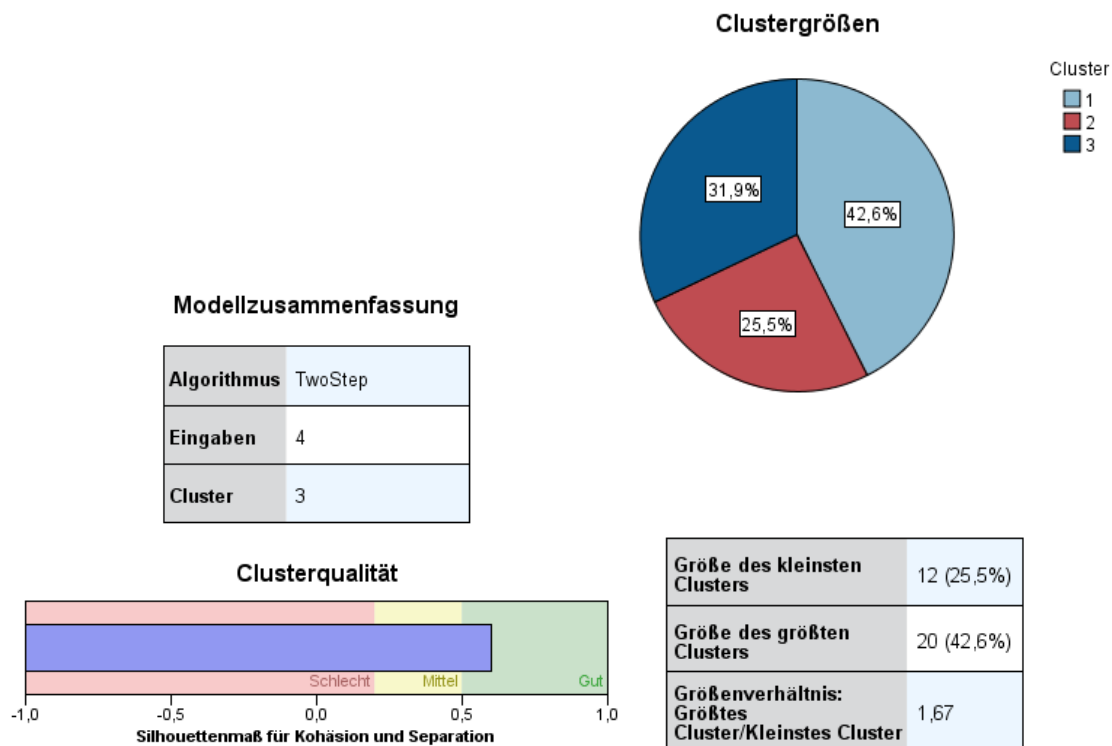 Clustergrößen
Cluster
1
2
3
31,9%
42,6%
25,5%
Modellzusammenfassung
Algorithmus TwoStep
Eingaben 4
Cluster 3
Clusterqualität
Schlecht Mittel Gut
-1,0 -0,5 0,0 0,5 1,0
Silhouettenmaß für Kohäsion und Separation
Größe des kleinsten
Clusters 12 (25,5%)
Größe des größten
Clusters 20 (42,6%)
Größenverhältnis:
Größtes
Cluster/Kleinstes Cluster 1,67